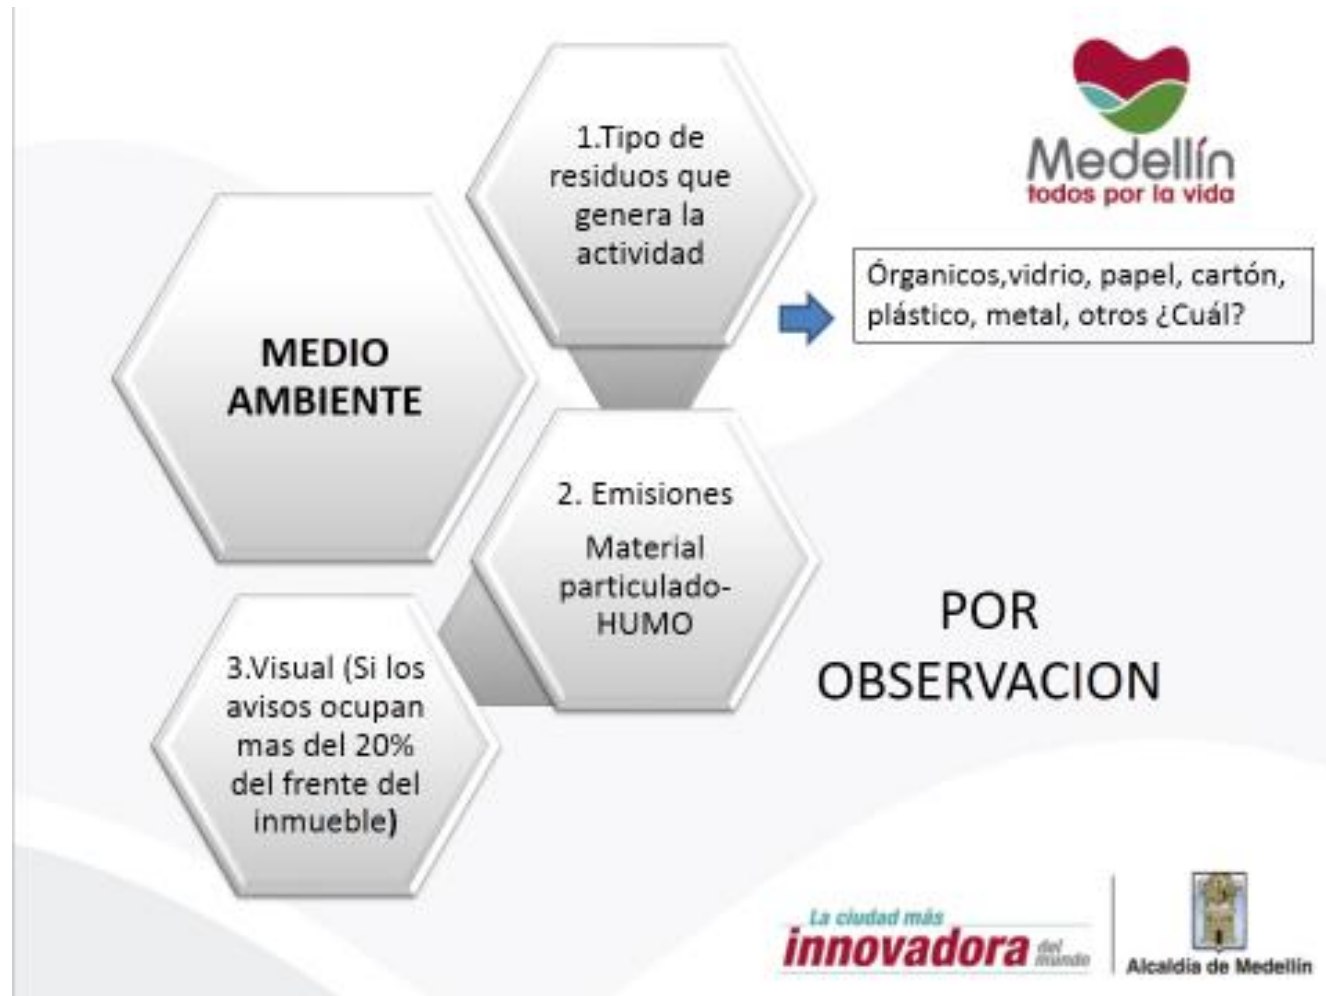 1.Tipo de
residuos que
genera la
actividad
Medellín
todos por la vida
Órganicos,vidrio, papel, cartón,
plástico, metal, otros ¿Cuál?
MEDIO
AMBIENTE
2. Emisiones
Material
particulado-
HUMO
POR
OBSERVACION
3.Visual (Si los
avisos ocupan
mas del 20%
del frente del
inmueble)
La ciudad más
innovadora del
mundo
Alcaldía de Medellín